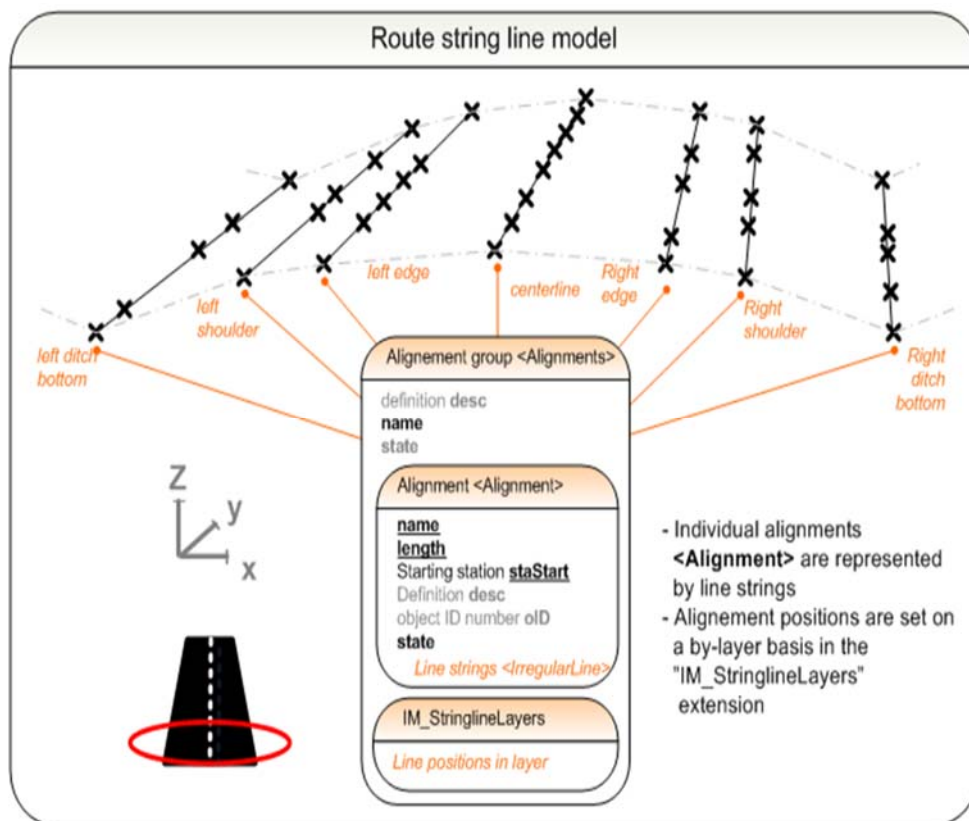 Route string line model
left edge
centerline
Right
edge
left
shoulder
Right
shoulder
left ditch
bottom
Right
ditch
bottom
Alignement group <Alignments>
definition desc
name
state
Alignment <Alignment>
name
length
Starting station staStart
Definition desc
object ID number oID
state
Line strings <IrregularLine>
IM_StringlineLayers
Line positions in layer
Z
y
x
- Individual alignments
<Alignment> are represented
by line strings
- Alignement positions are set on
a by-layer basis in the
"IM_StringlineLayers"
extension